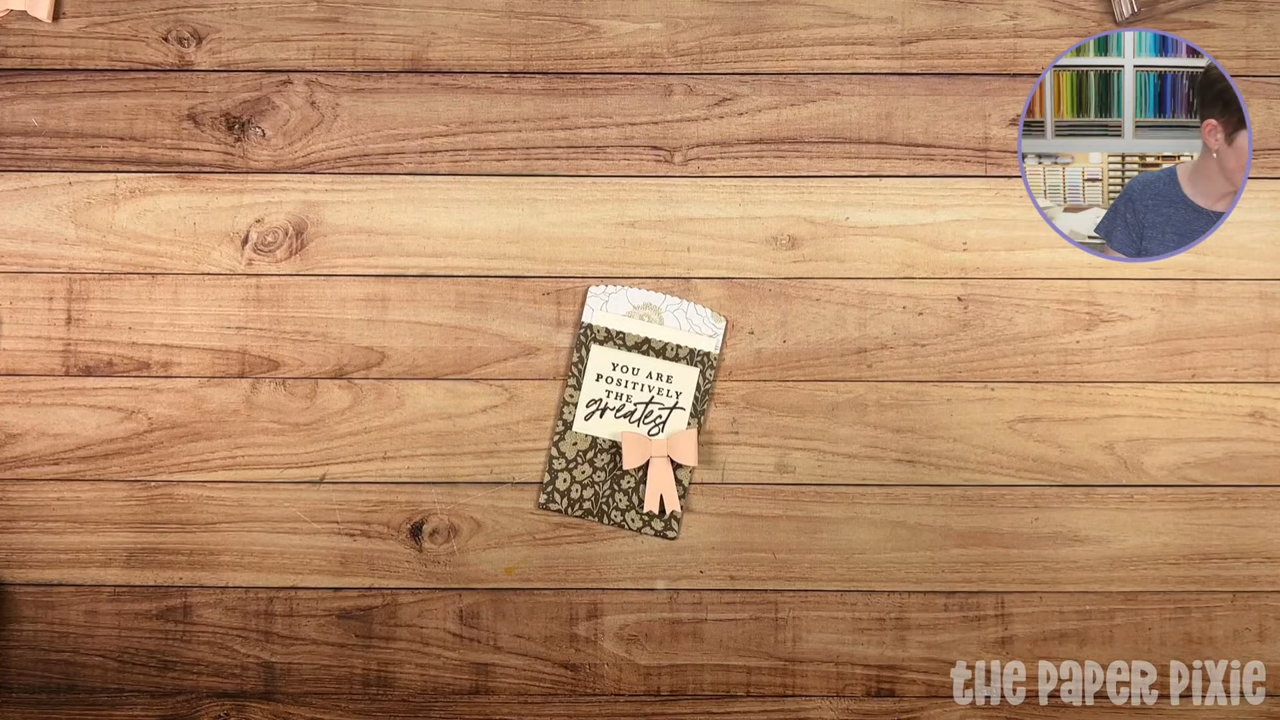 YOU ARE
POSITIVELY
THE
greatest
the paper pixie